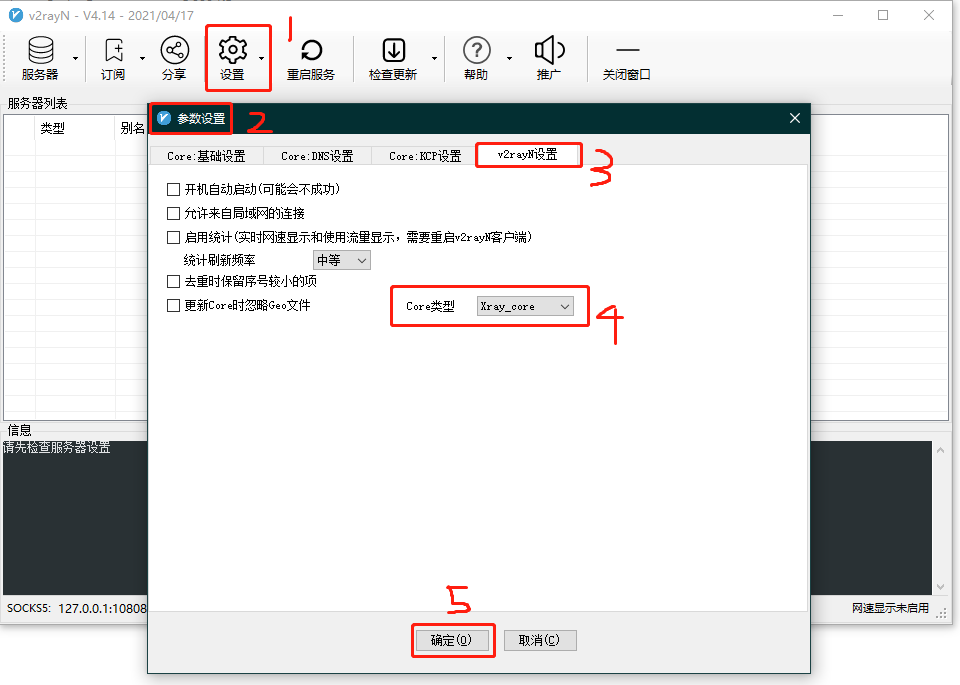 v2rayN - V4.14 - 2021/04/17
1
服务器 订阅 分享 设置 重启服务 检查更新 帮助 推广 关闭窗口
服务器列表
类型 别名
参数设置 2
Core:基础设置 Core:DNS设置 Core:KCP设置 v2rayN设置 3
开机自动启动(可能会不成功)
允许来自局域网的连接
启用统计(实时网速显示和使用流量显示，需要重启v2rayN客户端)
统计刷新频率 中等
去重时保留序号较小的项
更新Core时忽略Geo文件 Core类型 Xray_core 4
信息
请先检查服务器设置
5
SOCKS5: 127.0.0.1:10808 网速显示未启用
确定(O) 取消(C)